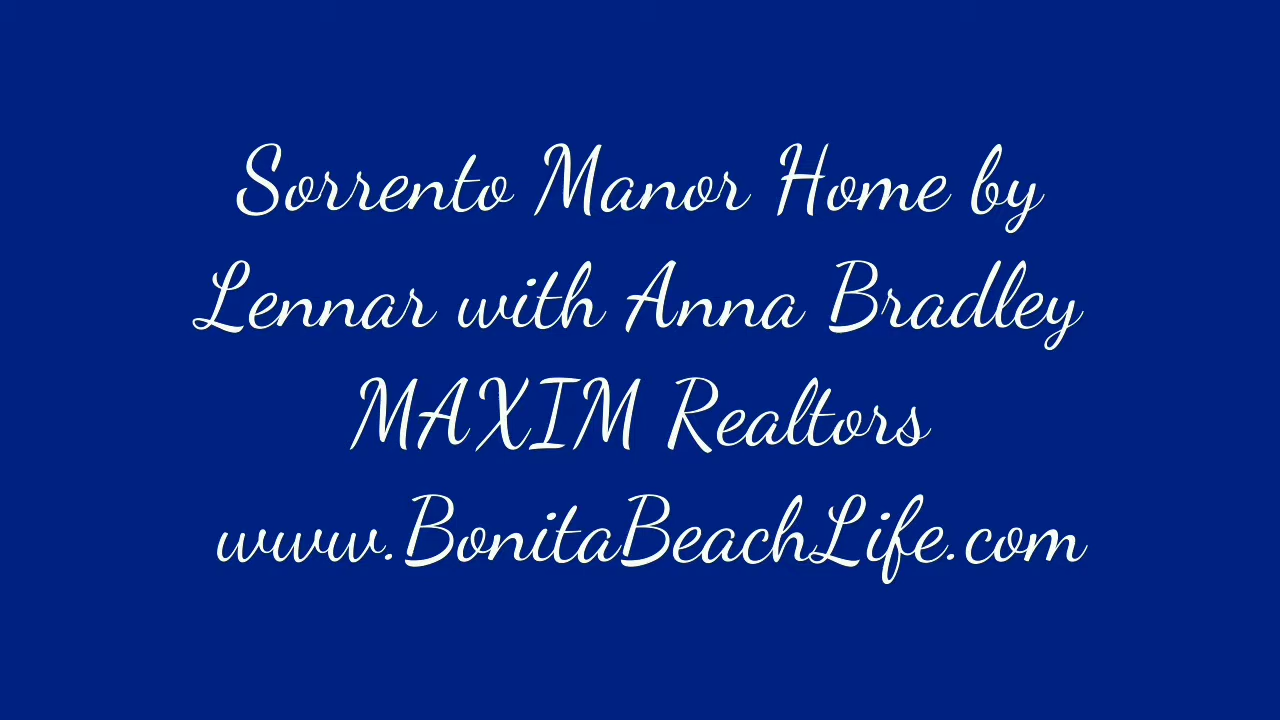 Sorrento Manor Home by
Lennar with Anna Bradley
MAXIM Realtors
www.BonitaBeachLife.com